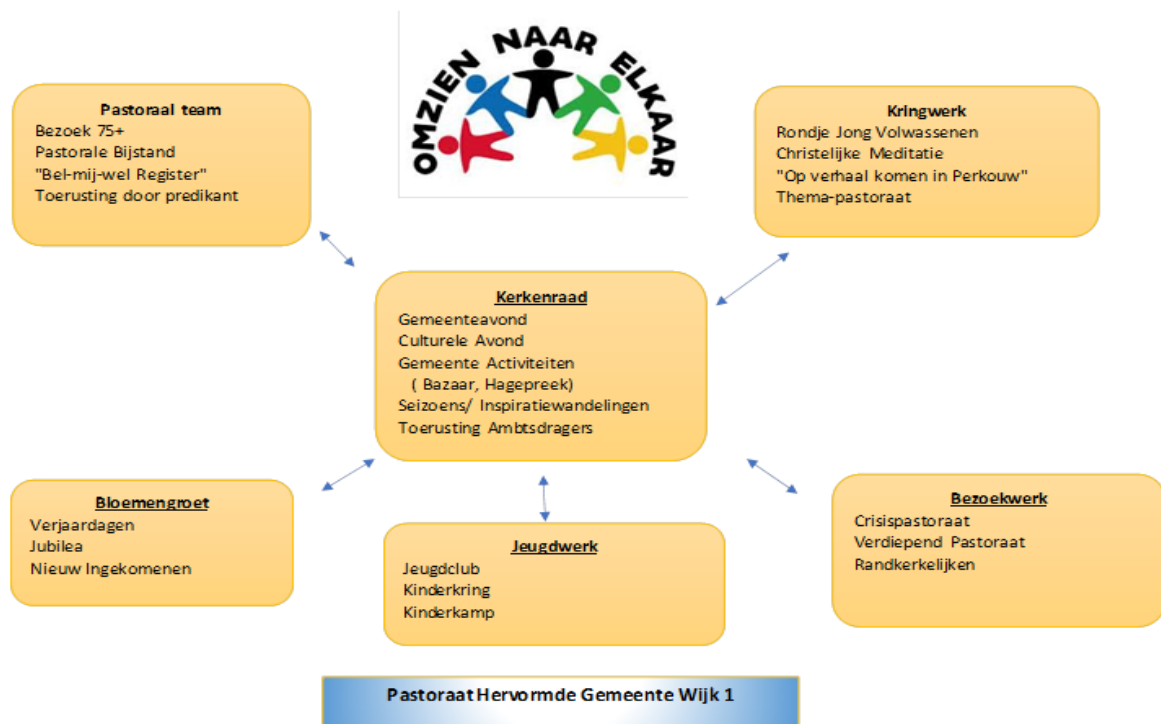 OMZIEN NAAR ELKAAR
Pastoraal team
Bezoek 75+
Pastorale Bijstand
"Bel-mij-wel Register"
Toerusting door predikant
Kringwerk
Rondje Jong Volwassenen
Christelijke Meditatie
"Op verhaal komen in Perkouw"
Thema-pastoraat
Kerkenraad
Gemeenteavond
Culturele Avond
Gemeente Activiteiten
( Bazaar, Hagepreek)
Seizoens/ Inspiratiewandelingen
Toerusting Ambtsdragers
Bloemengroet
Verjaardagen
Jubilea
Nieuw Ingekomenen
Jeugdwerk
Jeugdclub
Kinderkring
Kinderkamp
Bezoekwerk
Crisispastoraat
Verdiepend Pastoraat
Randkerkelijken
Pastoraat Hervormde Gemeente Wijk 1